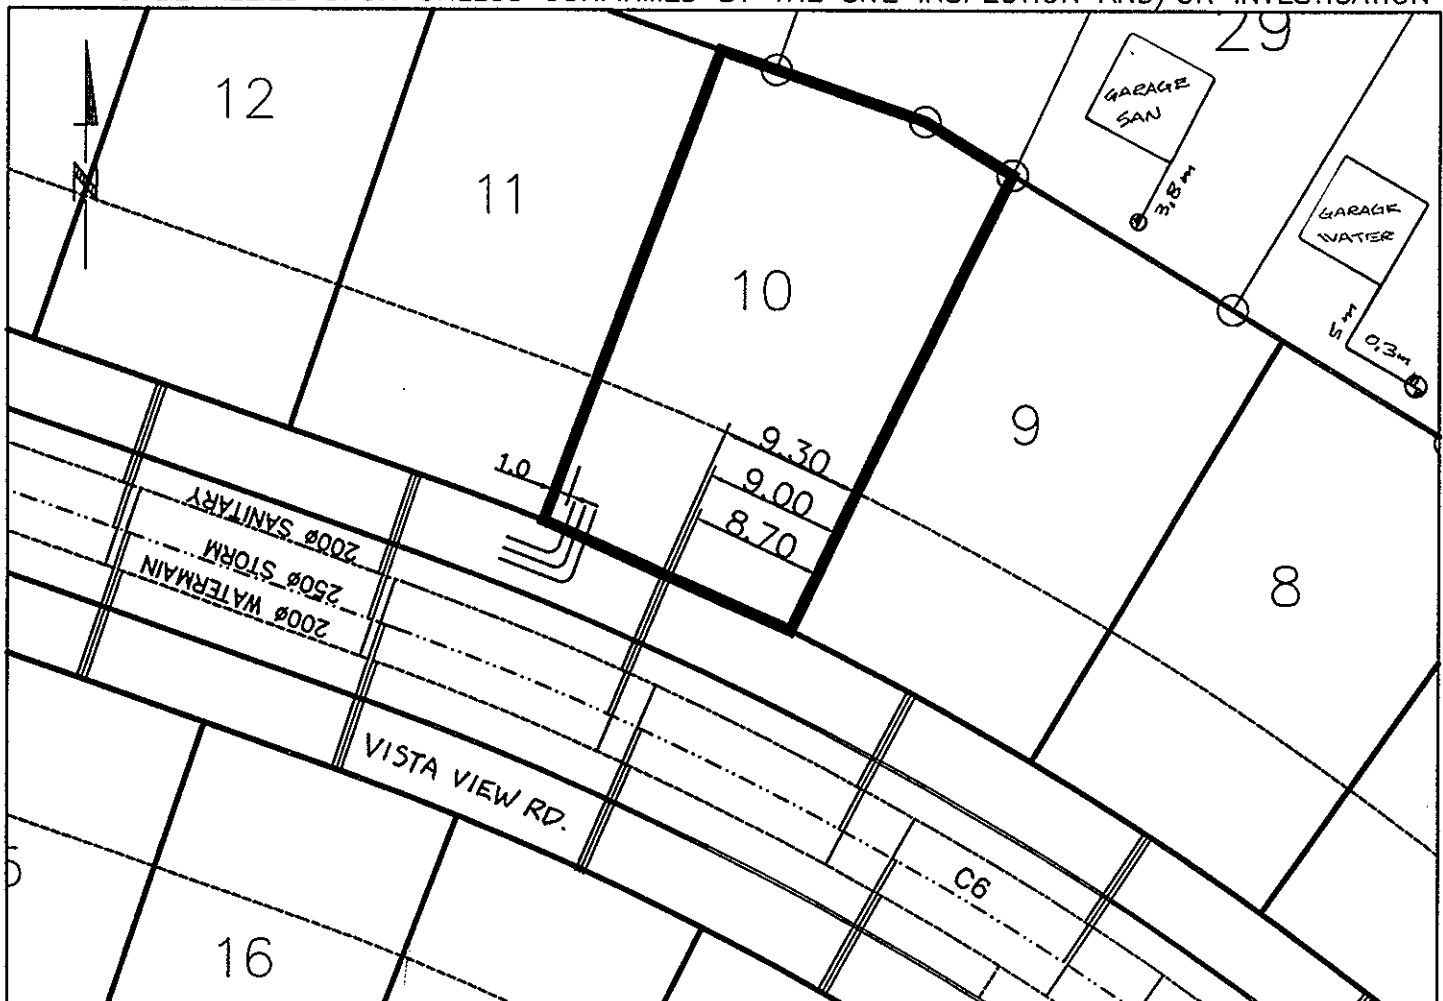 29
12
GARAGE
SAN
3.8m
N
11
GARAGE
WATER
10
5m
0.3m
9
9.30
1.0
9.00
8.70
200ø SANITARY
250ø STORM
200ø WATERMAIN
8
VISTA VIEW RD.
C6
16